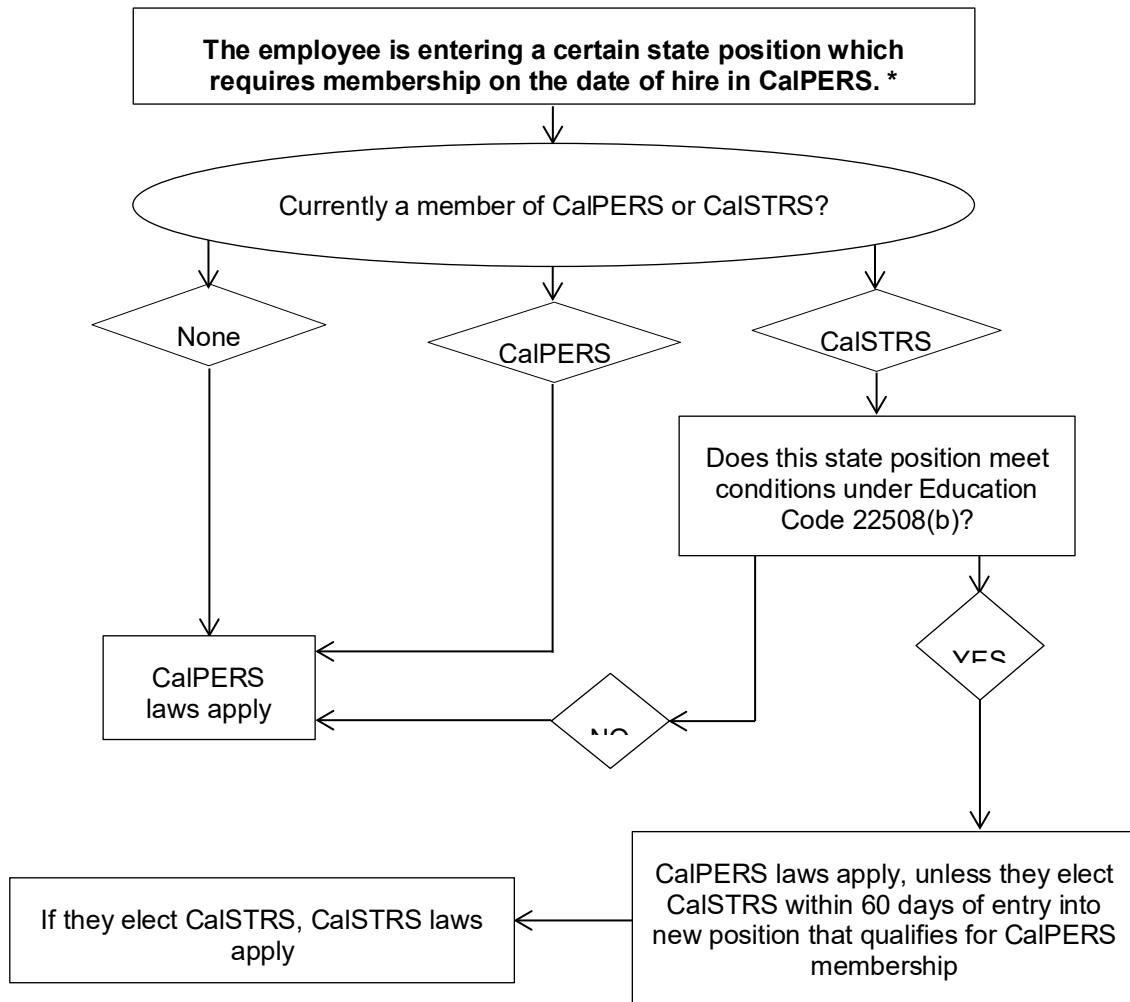 The employee is entering a certain state position which
requires membership on the date of hire in CalPERS. *
Currently a member of CalPERS or CalSTRS?
None
CalPERS
CalSTRS
Does this state position meet
conditions under Education
Code 22508(b)?
YES
CalPERS
laws apply
NO
CalPERS laws apply, unless they elect
CalSTRS within 60 days of entry into
new position that qualifies for CalPERS
membership
If they elect CalSTRS, CalSTRS laws
apply